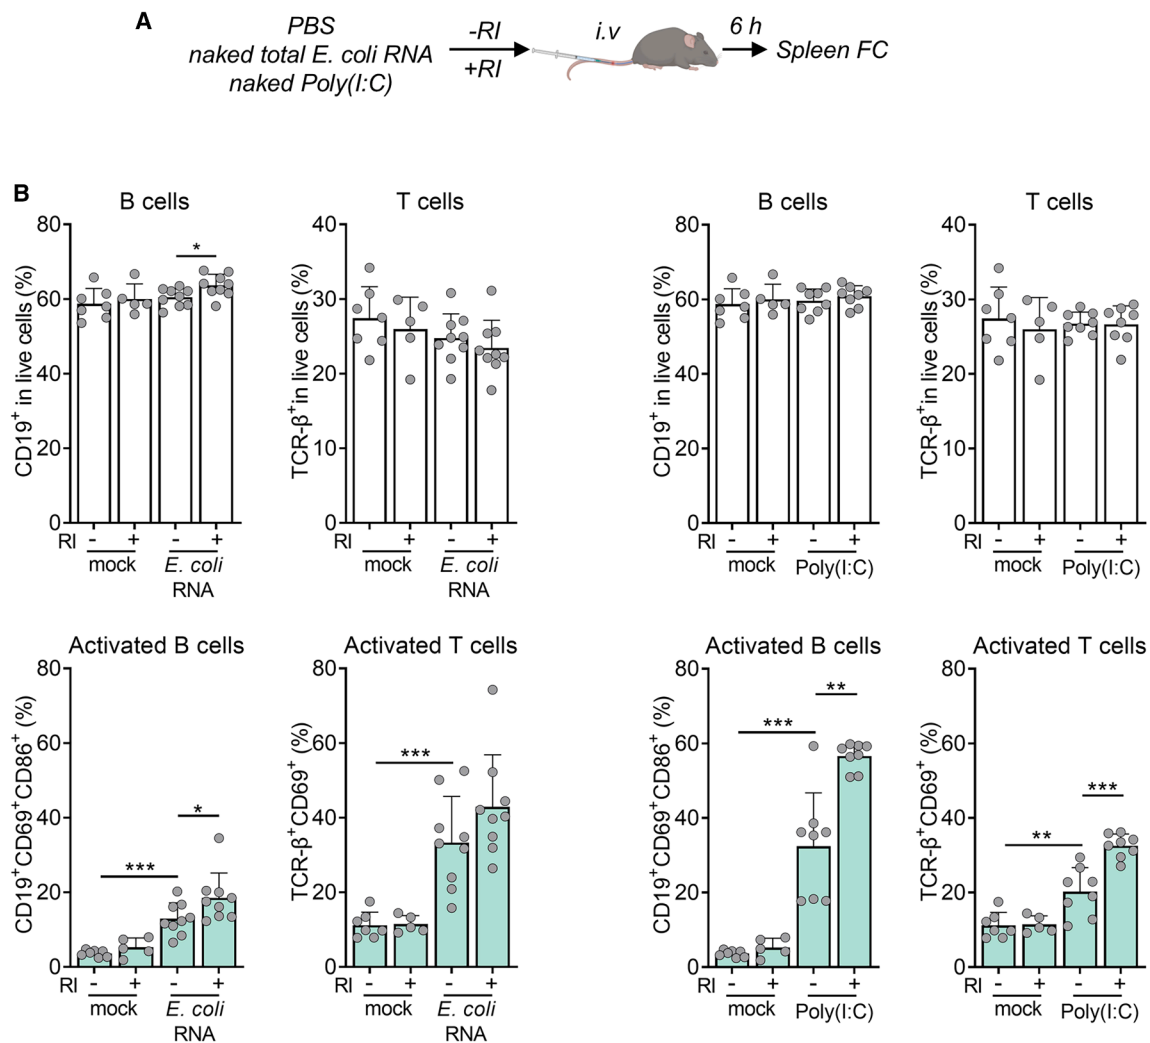 A
PBS
naked total E. coli RNA
naked Poly(I:C)
-RI
+RI
i.v
6 h
Spleen FC
B
B cells
CD19⁺ in live cells (%)
80
60
40
20
0
*
RI - + - +
mock E. coli
RNA
T cells
TCR-β⁺in live cells (%)
40
30
20
10
0
RI - + - +
mock E. coli
RNA
B cells
CD19⁺ in live cells (%)
80
60
40
20
0
RI - + - +
mock Poly(I:C)
T cells
TCR-β⁺in live cells (%)
40
30
20
10
0
RI - + - +
mock Poly(I:C)
Activated B cells
CD19⁺CD69⁺CD86⁺ (%)
80
60
40
20
0
***
*
RI - + - +
mock E. coli
RNA
Activated T cells
TCR-β⁺CD69⁺ (%)
80
60
40
20
0
***
RI - + - +
mock E. coli
RNA
Activated B cells
CD19⁺CD69⁺CD86⁺ (%)
80
60
40
20
0
***
**
RI - + - +
mock Poly(I:C)
Activated T cells
TCR-β⁺CD69⁺ (%)
80
60
40
20
0
**
***
RI - + - +
mock Poly(I:C)